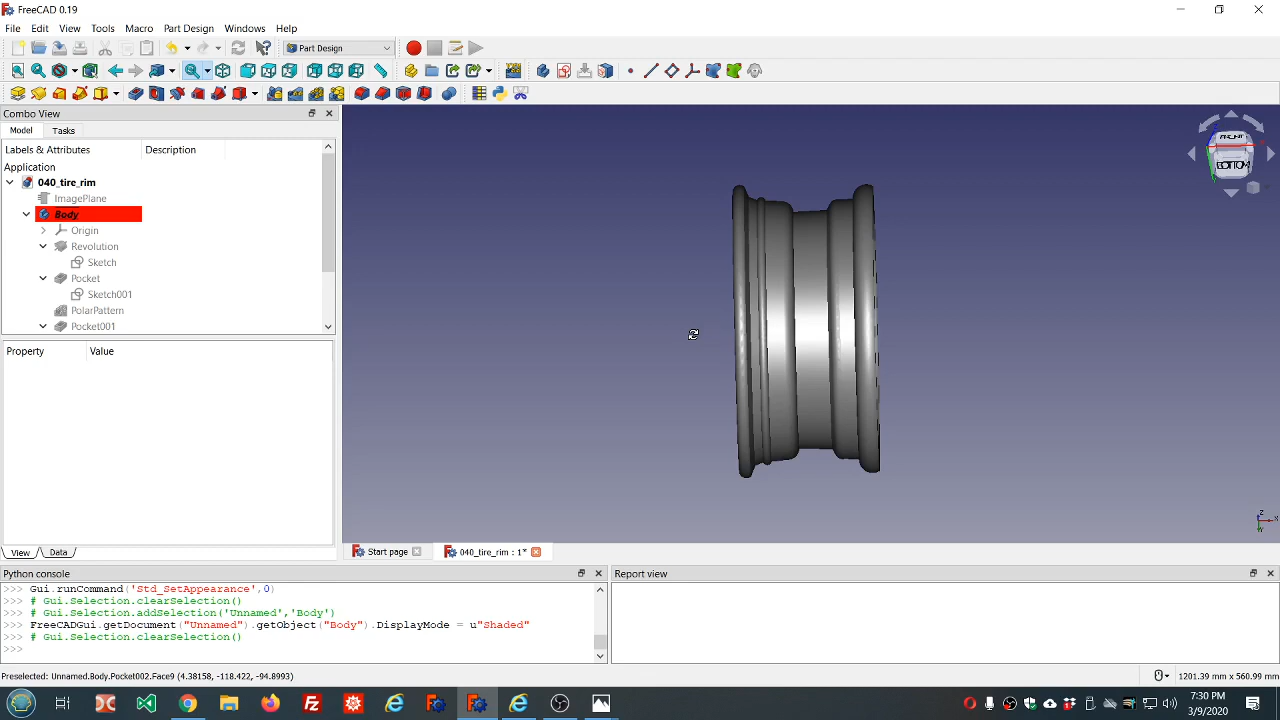 FreeCAD 0.19
File Edit View Tools Macro Part Design Windows Help
Part Design
Combo View
Model Tasks
Labels & Attributes Description
Application
040_tire_rim
ImagePlane
Body
Origin
Revolution
Sketch
Pocket
Sketch001
PolarPattern
Pocket001
Property Value
View Data
FRONT
BOTTOM
Start page 040_tire_rim : 1*
Python console
>>> Gui.runCommand('Std_SetAppearance',0)
>>> # Gui.Selection.clearSelection()
>>> # Gui.Selection.addSelection('Unnamed','Body')
>>> FreeCADGui.getDocument("Unnamed").getObject("Body").DisplayMode = u"Shaded"
>>> # Gui.Selection.clearSelection()
>>>
Report view
Preselected: Unnamed.Body.Pocket002.Face9 (4.38158, -118.422, -94.8993)
1201.39 mm x 560.99 mm
7:30 PM
3/9/2020